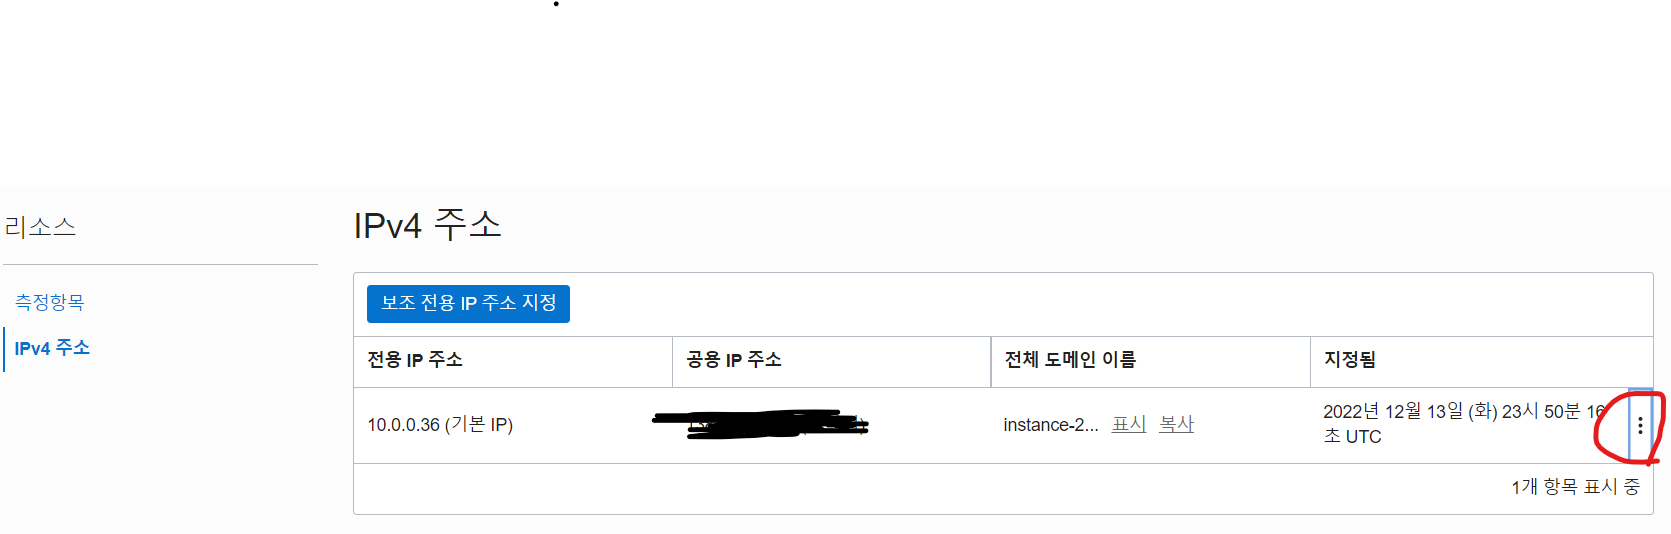 리소스
측정항목
IPv4 주소
IPv4 주소
보조 전용 IP 주소 지정
전용 IP 주소
공용 IP 주소
전체 도메인 이름
지정됨
10.0.0.36 (기본 IP)
instance-2... 표시 복사
2022년 12월 13일 (화) 23시 50분 16
초 UTC
1개 항목 표시 중